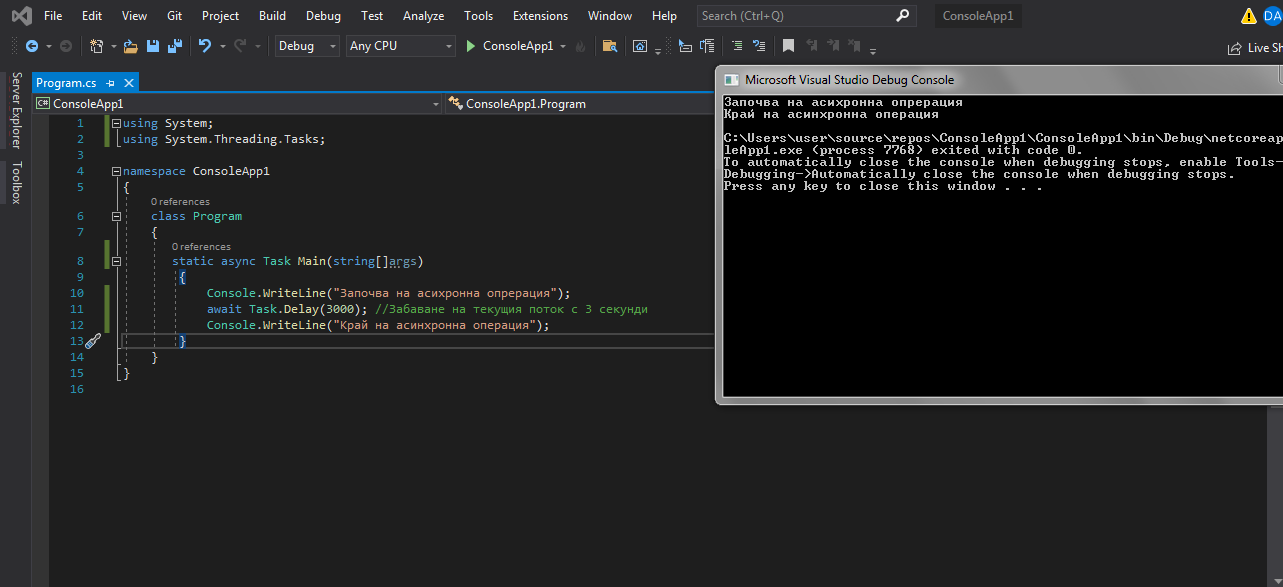 File Edit View Git Project Build Debug Test Analyze Tools Extensions Window Help Search (Ctrl+Q) ConsoleApp1 DA
Debug Any CPU ConsoleApp1 Live Sh
Server Explorer
Toolbox
Program.cs
C# ConsoleApp1 ConsoleApp1.Program
1 using System;
2 using System.Threading.Tasks;
3
4 namespace ConsoleApp1
5 {
0 references
6 class Program
7 {
0 references
8 static async Task Main(string[]args)
9 {
10 Console.WriteLine("Започва на асихронна опрерация");
11 await Task.Delay(3000); //Забаване на текущия поток с 3 секунди
12 Console.WriteLine("Край на асинхронна операция");
13 }
14 }
15 }
16
Microsoft Visual Studio Debug Console
Започва на асихронна опрерация
Край на асинхронна операция
C:\Users\user\source\repos\ConsoleApp1\ConsoleApp1\bin\Debug\netcoreap
leApp1.exe (process 7768) exited with code 0.
To automatically close the console when debugging stops, enable Tools-
Debugging->Automatically close the console when debugging stops.
Press any key to close this window . . .